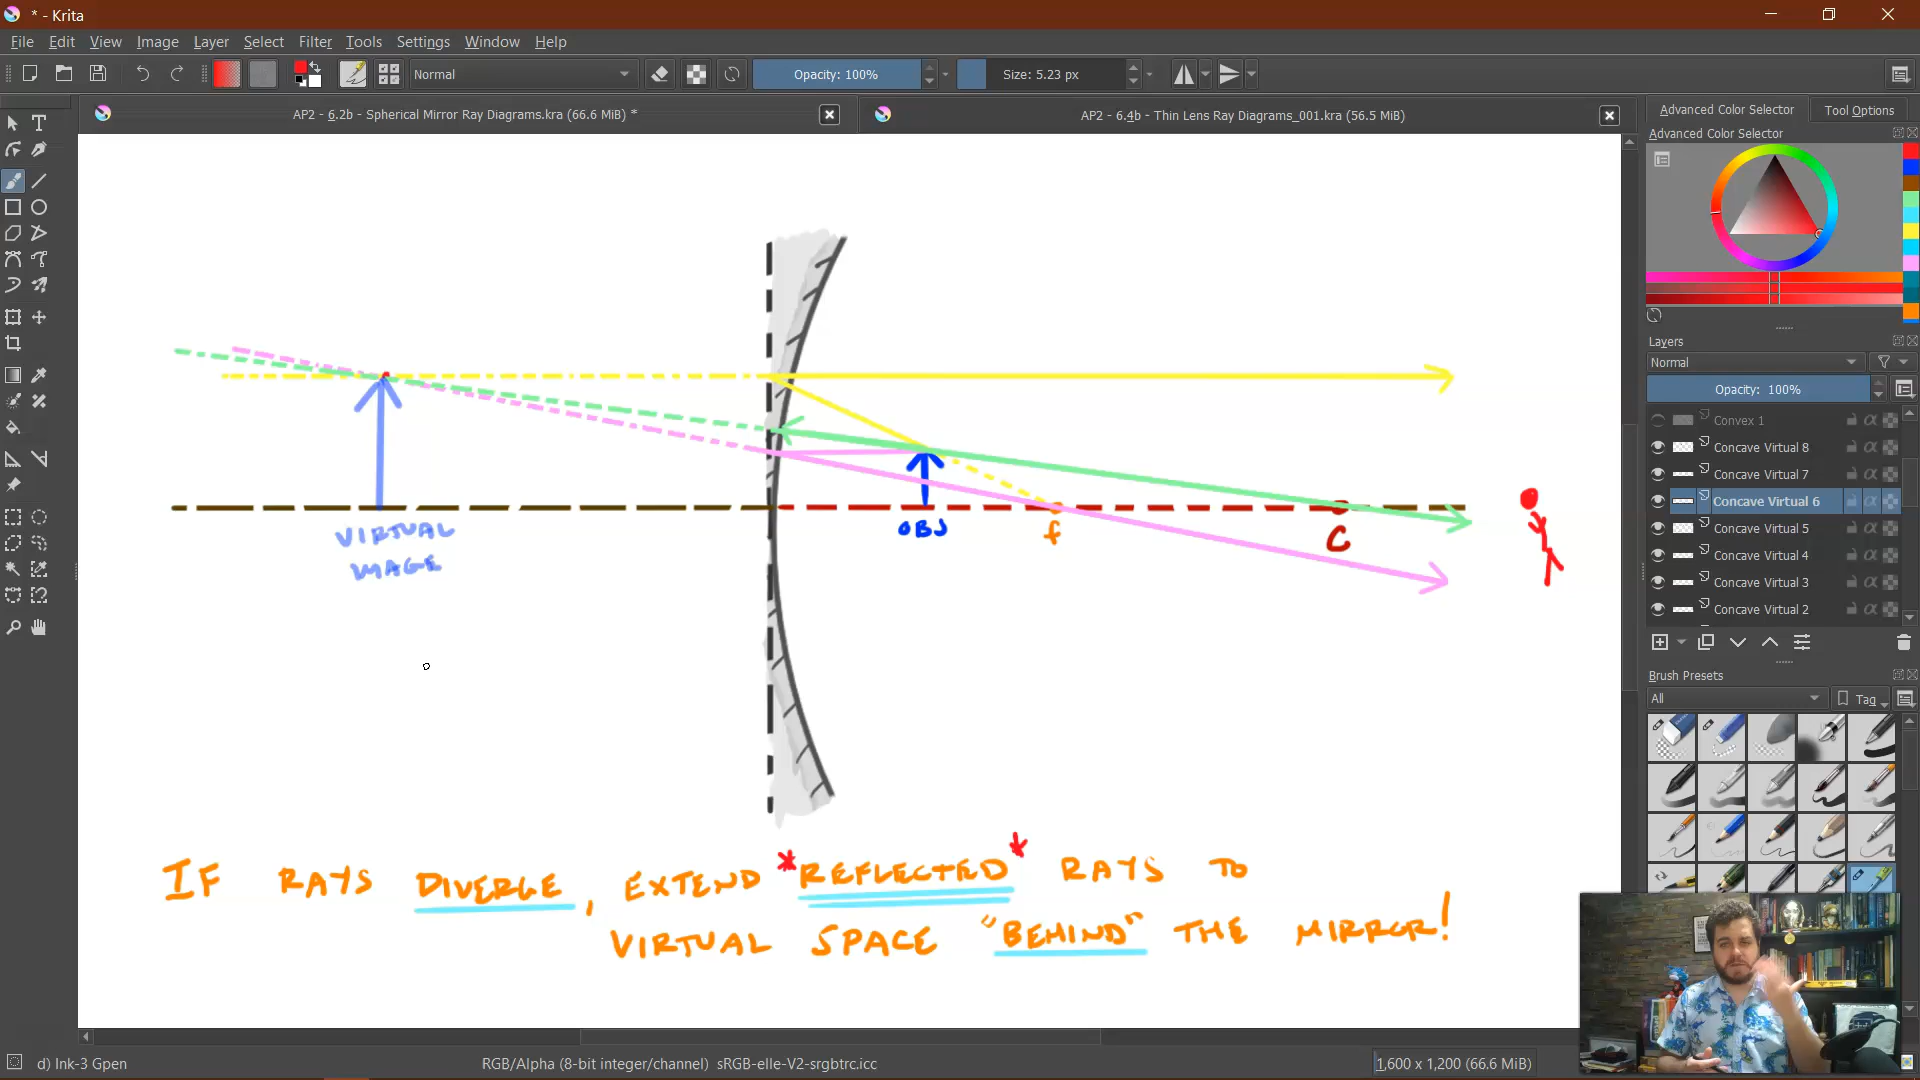 * - Krita
File Edit View Image Layer Select Filter Tools Settings Window Help
Normal Opacity: 100% Size: 5.23 px
AP2 - 6.2b - Spherical Mirror Ray Diagrams.kra (66.6 MiB) *
AP2 - 6.4b - Thin Lens Ray Diagrams_001.kra (56.5 MiB)
Advanced Color Selector Tool Options
Advanced Color Selector
Layers
Normal
Opacity: 100%
Convex 1
Concave Virtual 8
Concave Virtual 7
Concave Virtual 6
Concave Virtual 5
Concave Virtual 4
Concave Virtual 3
Concave Virtual 2
Brush Presets
All Tag
VIRTUAL
IMAGE
OBJ
f
C
IF RAYS DIVERGE, EXTEND *REFLECTED* RAYS TO
VIRTUAL SPACE "BEHIND" THE MIRROR!
d) Ink-3 Gpen
RGB/Alpha (8-bit integer/channel) sRGB-elle-V2-srgbtrc.icc
1,600 x 1,200 (66.6 MiB)